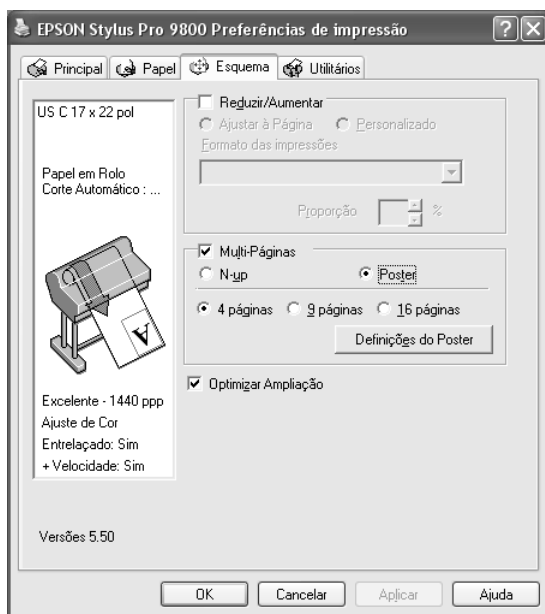 EPSON Stylus Pro 9800 Preferências de impressão
Principal
Papel
Esquema
Utilitários
US C 17 x 22 pol
Papel em Rolo
Corte Automático : ...
A
Excelente - 1440 ppp
Ajuste de Cor
Entrelaçado: Sim
+ Velocidade: Sim
Versões 5.50
Reduzir/Aumentar
Ajustar à Página
Personalizado
Formato das impressões
Proporção
%
Multi-Páginas
N-up
Poster
4 páginas
9 páginas
16 páginas
Definições do Poster
Optimizar Ampliação
OK
Cancelar
Aplicar
Ajuda